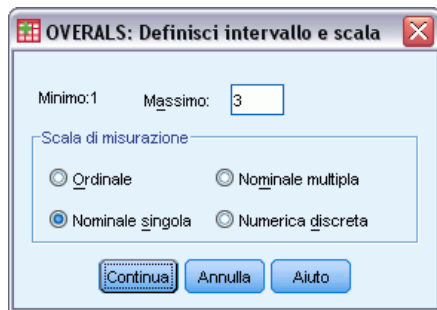 OVERALS: Definisci intervallo e scala
Minimo:1 Massimo: 3
Scala di misurazione
Ordinale Nominale multipla
Nominale singola Numerica discreta
Continua Annulla Aiuto